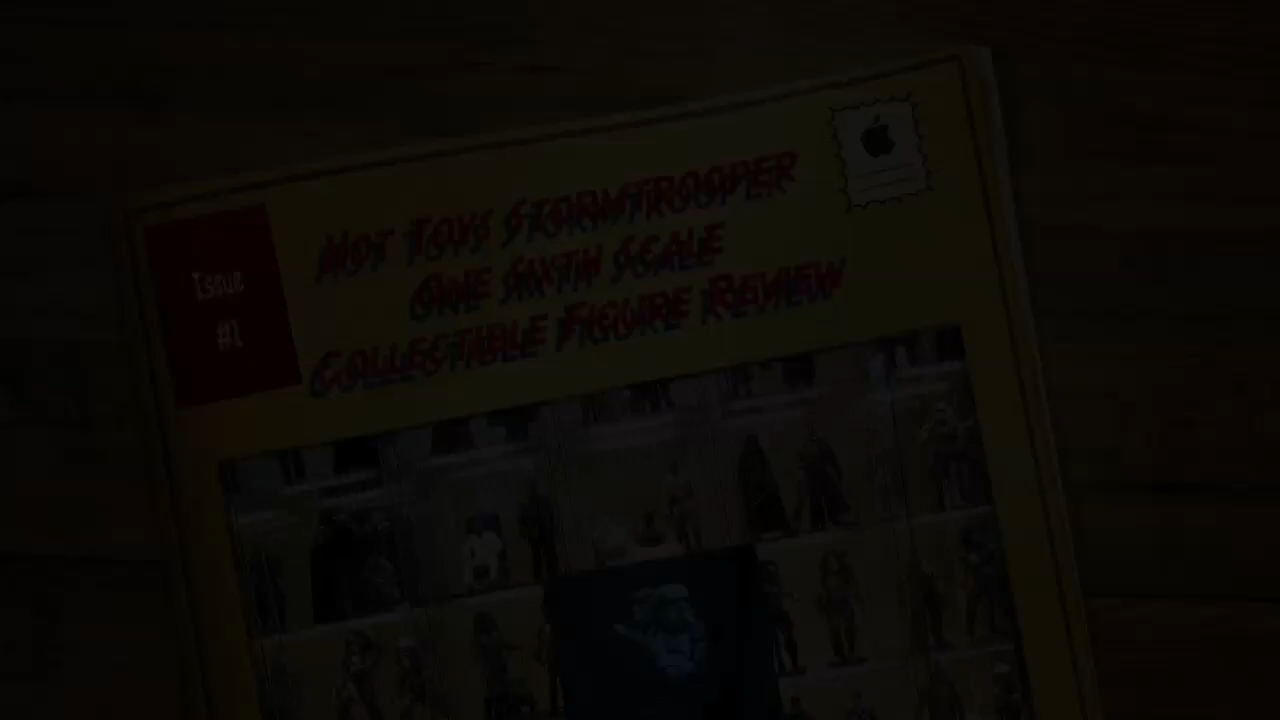 Issue
#1
Hot Toys Stormtrooper
One Sixth Scale
Collectible Figure Review